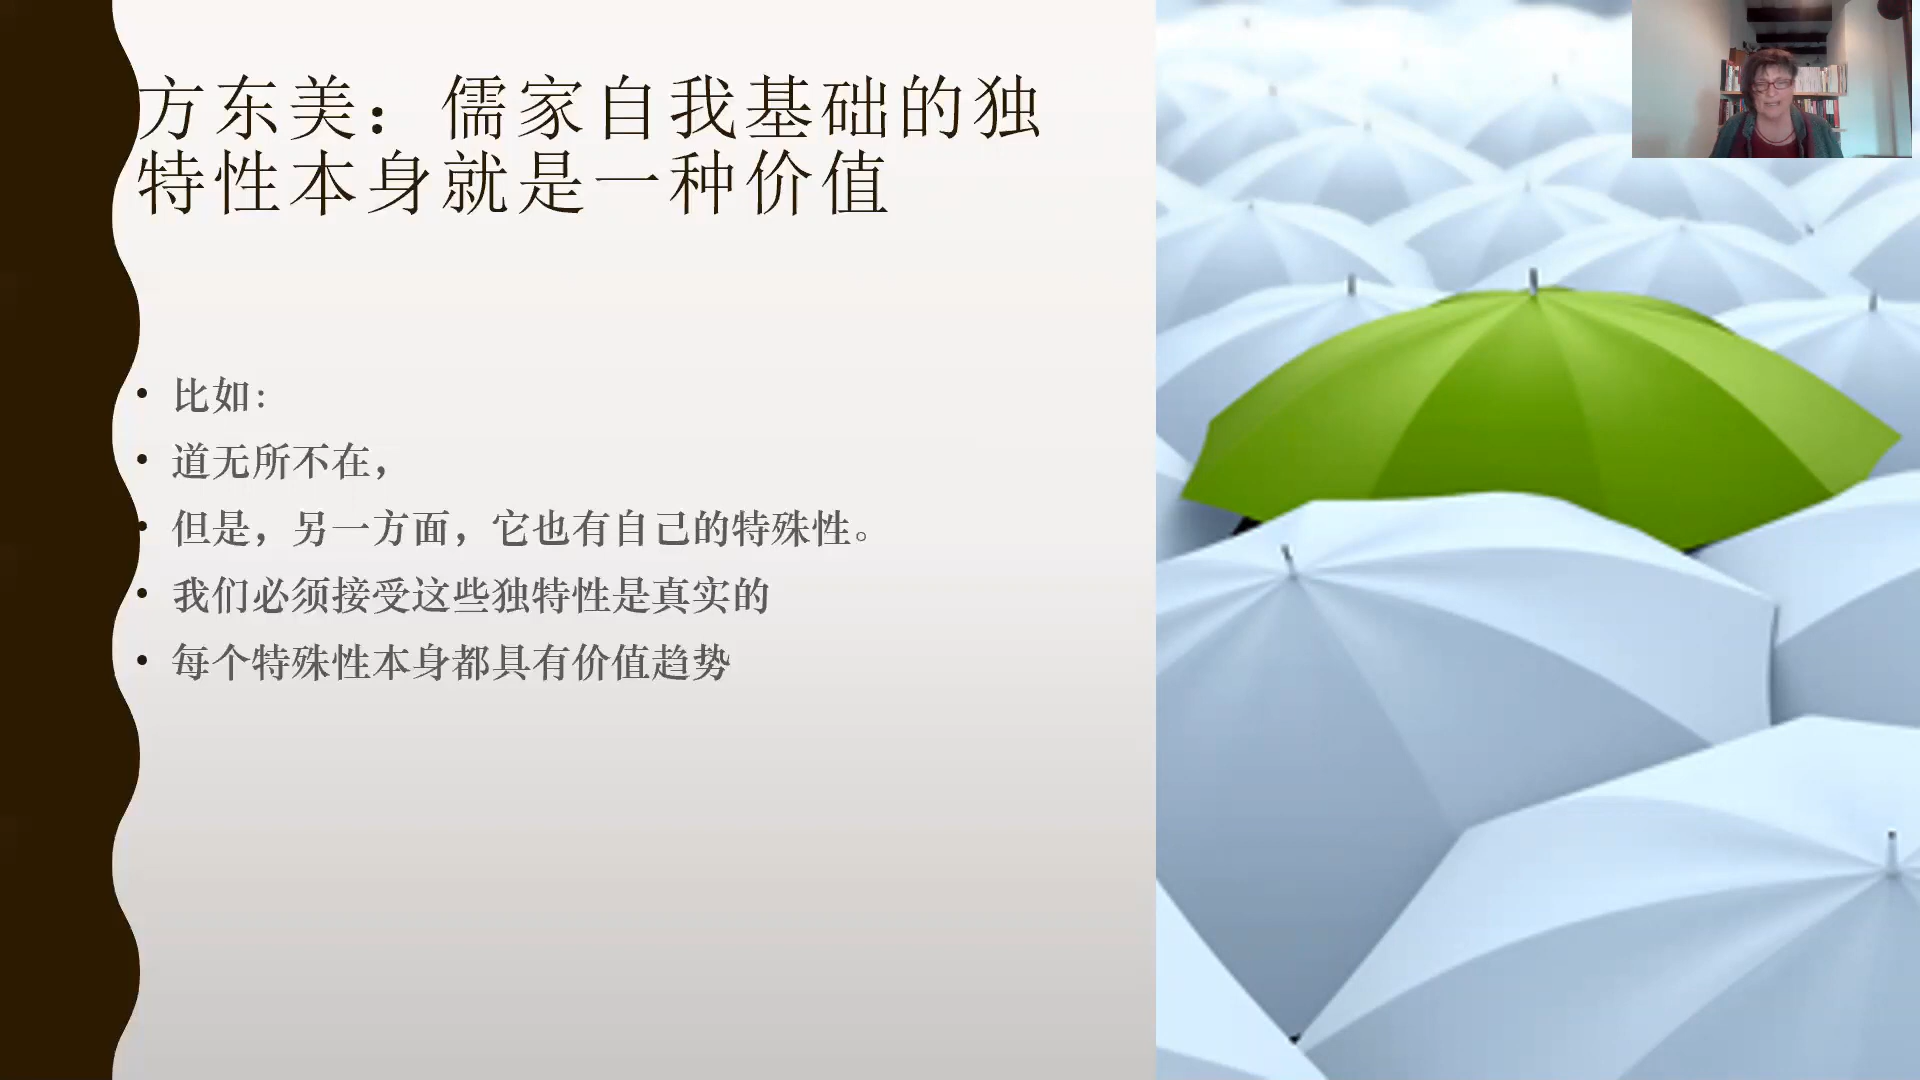 方东美：儒家自我基础的独
特性本身就是一种价值
• 比如：
• 道无所不在，
• 但是，另一方面，它也有自己的特殊性。
• 我们必须接受这些独特性是真实的
• 每个特殊性本身都具有价值趋势